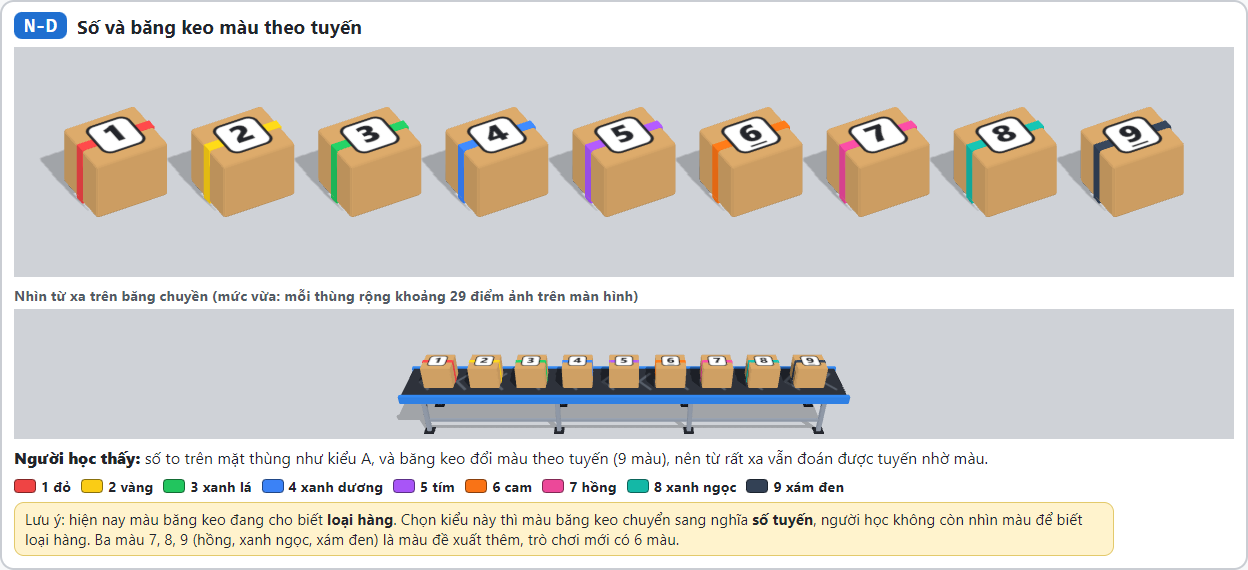 N–D Số và băng keo màu theo tuyến
1 2 3 4 5 6 7 8 9
Nhìn từ xa trên băng chuyền (mức vừa: mỗi thùng rộng khoảng 29 điểm ảnh trên màn hình)
1 2 3 4 5 6 7 8 9
Người học thấy: số to trên mặt thùng như kiểu A, và băng keo đổi màu theo tuyến (9 màu), nên từ rất xa vẫn đoán được tuyến nhờ màu.
1 đỏ 2 vàng 3 xanh lá 4 xanh dương 5 tím 6 cam 7 hồng 8 xanh ngọc 9 xám đen
Lưu ý: hiện nay màu băng keo đang cho biết loại hàng. Chọn kiểu này thì màu băng keo chuyển sang nghĩa số tuyến, người học không còn nhìn màu để biết
loại hàng. Ba màu 7, 8, 9 (hồng, xanh ngọc, xám đen) là màu đề xuất thêm, trò chơi mới có 6 màu.